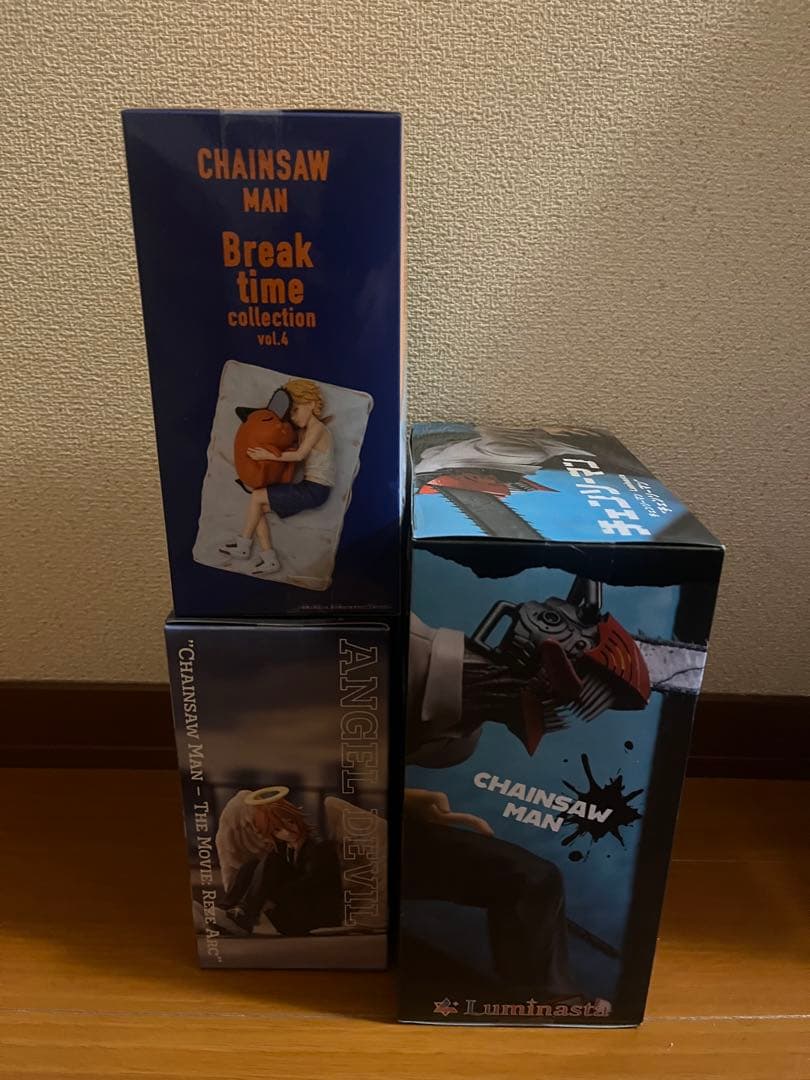 CHAINSAW
MAN
Break
time
collection
vol.4
ANGEL DEVIL
"CHAINSAW MAN – THE MOVIE: REZE ARC"
チェンソーマン
CHAINSAW
MAN
Luminasta